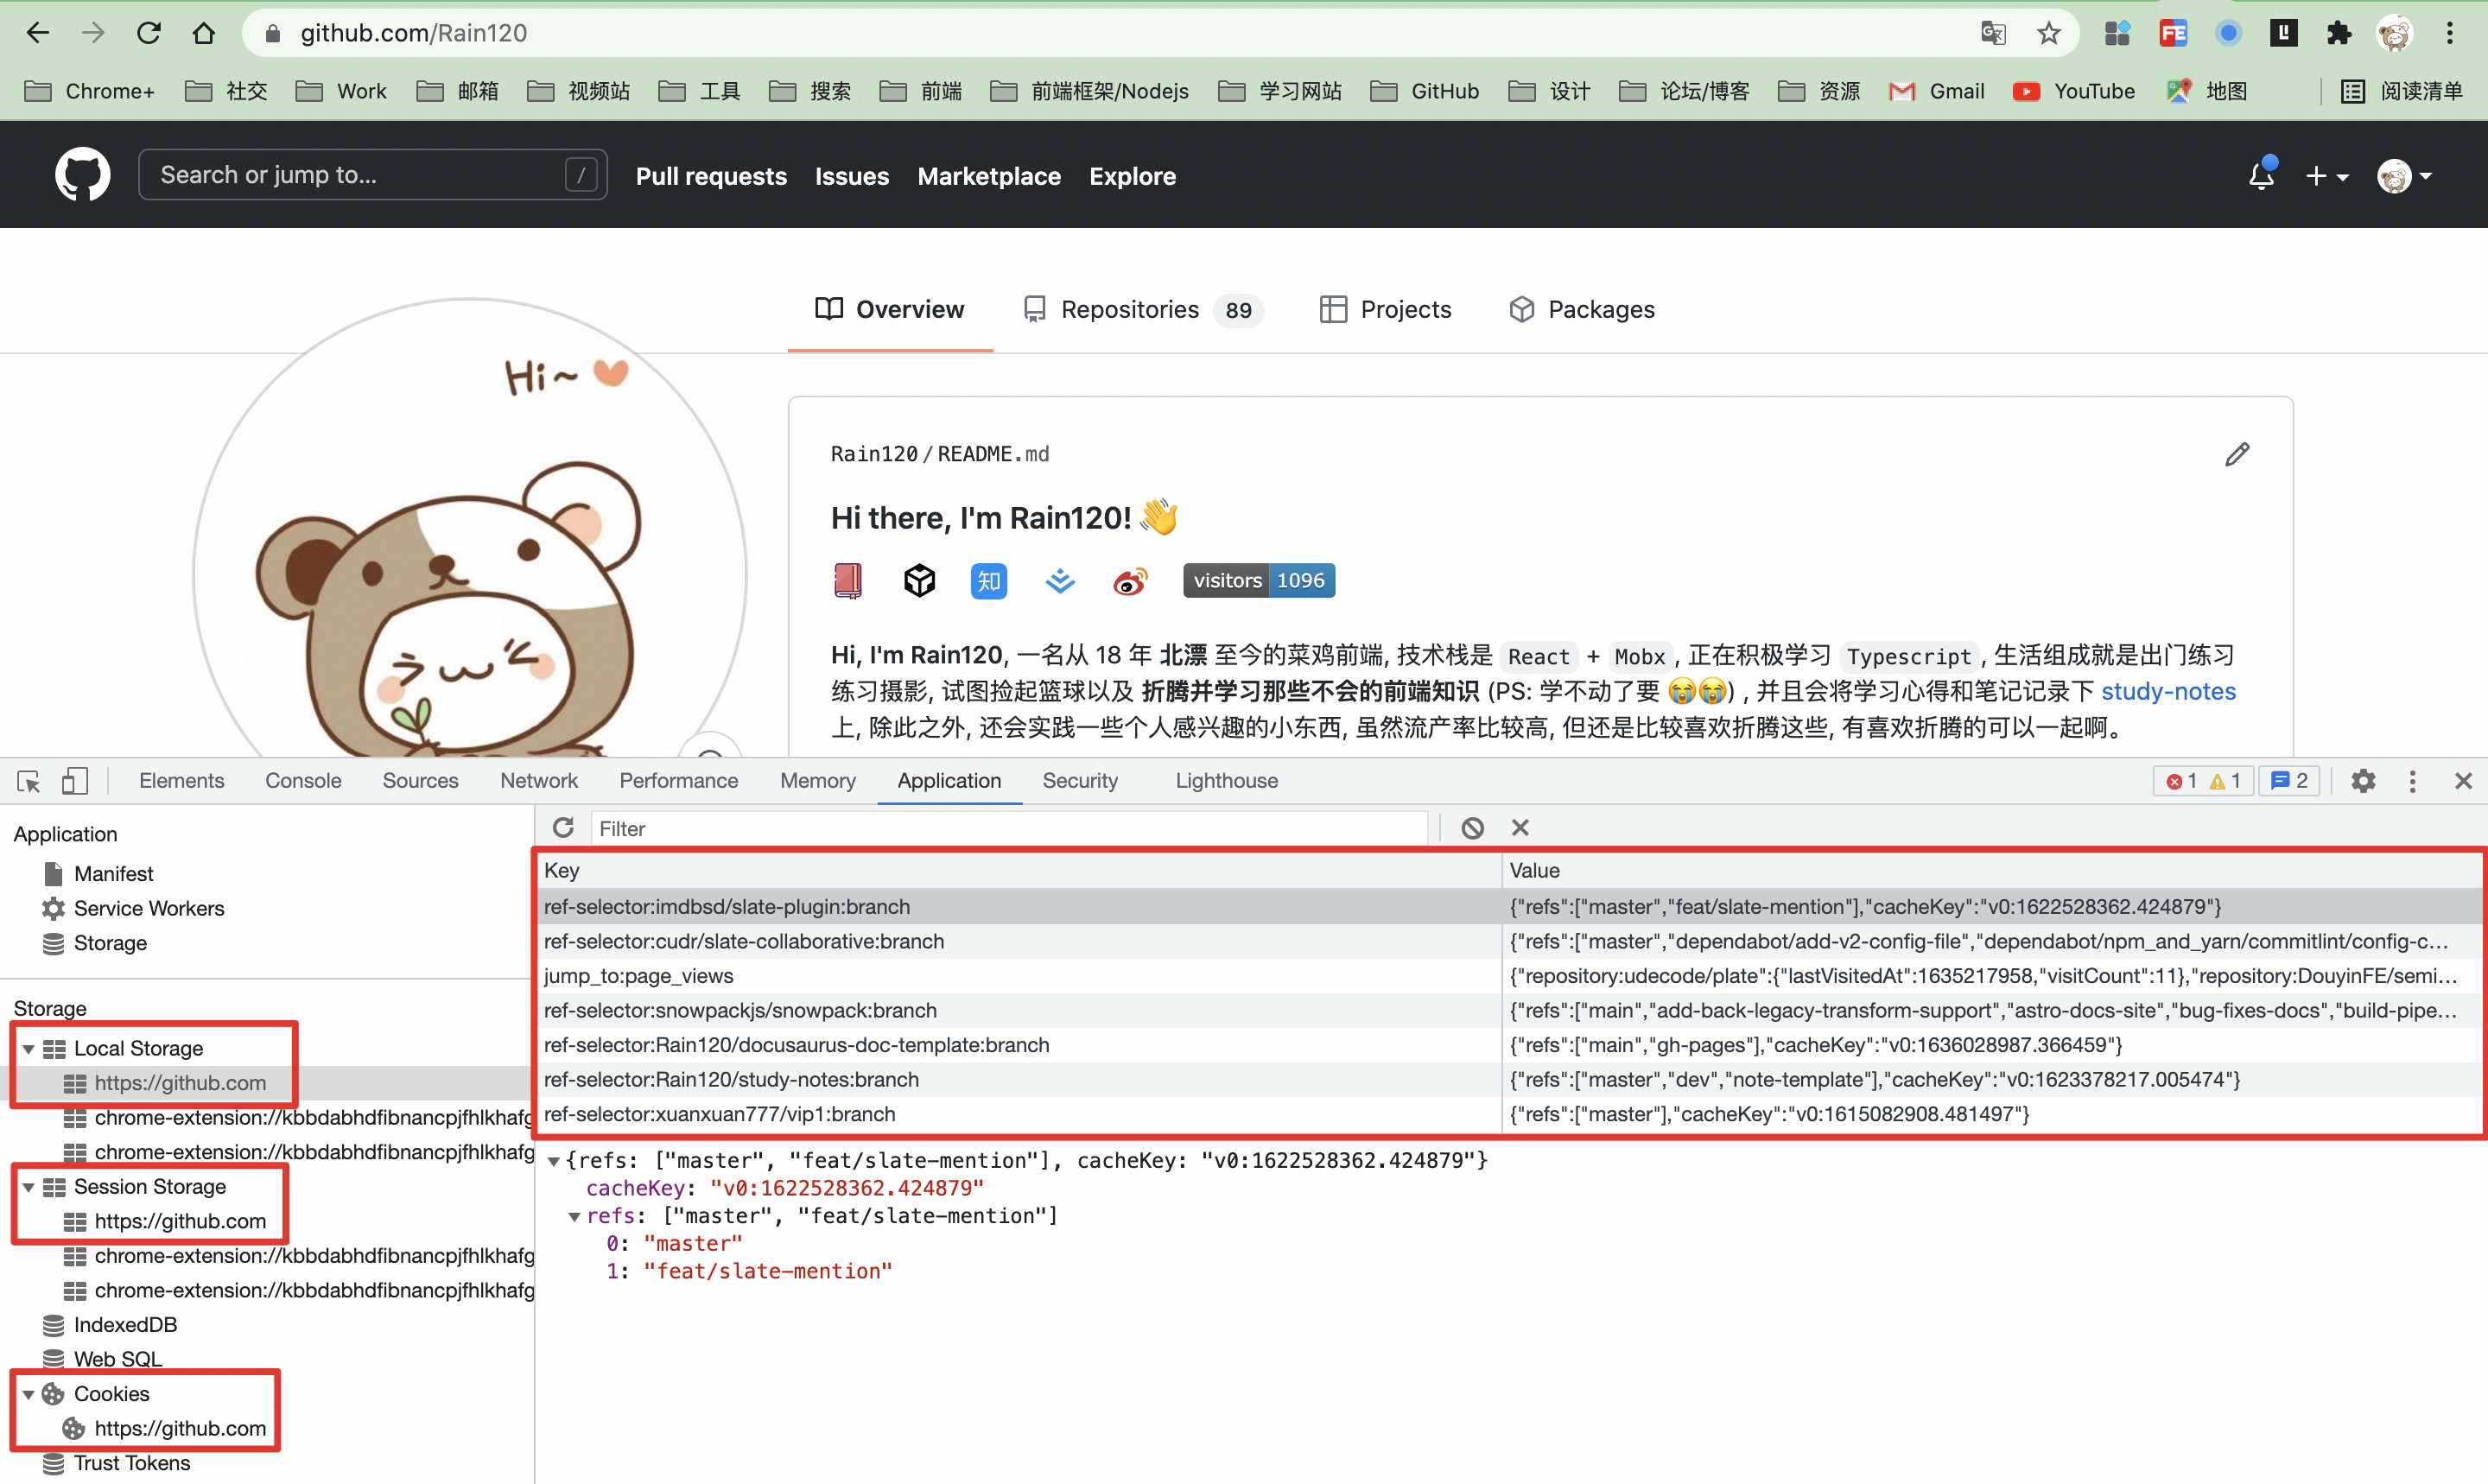 github.com/Rain120
Chrome+ 社交 Work 邮箱 视频站 工具 搜索 前端 前端框架/Nodejs 学习网站 GitHub 设计 论坛/博客 资源 Gmail YouTube 地图 阅读清单
Search or jump to... / Pull requests Issues Marketplace Explore
Overview Repositories 89 Projects Packages
Hi~
Rain120/README.md
Hi there, I'm Rain120! 👋
知 visitors 1096
Hi, I'm Rain120, 一名从 18 年 北漂 至今的菜鸡前端, 技术栈是 React + Mobx, 正在积极学习 Typescript, 生活组成就是出门练习
练习摄影, 试图捡起篮球以及 折腾并学习那些不会的前端知识 (PS: 学不动了要 😭😭) , 并且会将学习心得和笔记记录下 study-notes
上, 除此之外, 还会实践一些个人感兴趣的小东西, 虽然流产率比较高, 但还是比较喜欢折腾这些, 有喜欢折腾的可以一起啊。
Elements Console Sources Network Performance Memory Application Security Lighthouse 1 1 2
Application
Manifest
Service Workers
Storage
Storage
Local Storage
https://github.com
chrome-extension://kbbdabhdfibnancpjfhlkhafg
chrome-extension://kbbdabhdfibnancpjfhlkhafg
Session Storage
https://github.com
chrome-extension://kbbdabhdfibnancpjfhlkhafg
chrome-extension://kbbdabhdfibnancpjfhlkhafg
IndexedDB
Web SQL
Cookies
https://github.com
Trust Tokens
Filter
Key Value
ref-selector:imdbsd/slate-plugin:branch {"refs":["master","feat/slate-mention"],"cacheKey":"v0:1622528362.424879"}
ref-selector:cudr/slate-collaborative:branch {"refs":["master","dependabot/add-v2-config-file","dependabot/npm_and_yarn/commitlint/config-c…
jump_to:page_views {"repository:udecode/plate":{"lastVisitedAt":1635217958,"visitCount":11},"repository:DouyinFE/semi…
ref-selector:snowpackjs/snowpack:branch {"refs":["main","add-back-legacy-transform-support","astro-docs-site","bug-fixes-docs","build-pipe…
ref-selector:Rain120/docusaurus-doc-template:branch {"refs":["main","gh-pages"],"cacheKey":"v0:1636028987.366459"}
ref-selector:Rain120/study-notes:branch {"refs":["master","dev","note-template"],"cacheKey":"v0:1623378217.005474"}
ref-selector:xuanxuan777/vip1:branch {"refs":["master"],"cacheKey":"v0:1615082908.481497"}
{refs: ["master", "feat/slate-mention"], cacheKey: "v0:1622528362.424879"}
cacheKey: "v0:1622528362.424879"
refs: ["master", "feat/slate-mention"]
0: "master"
1: "feat/slate-mention"